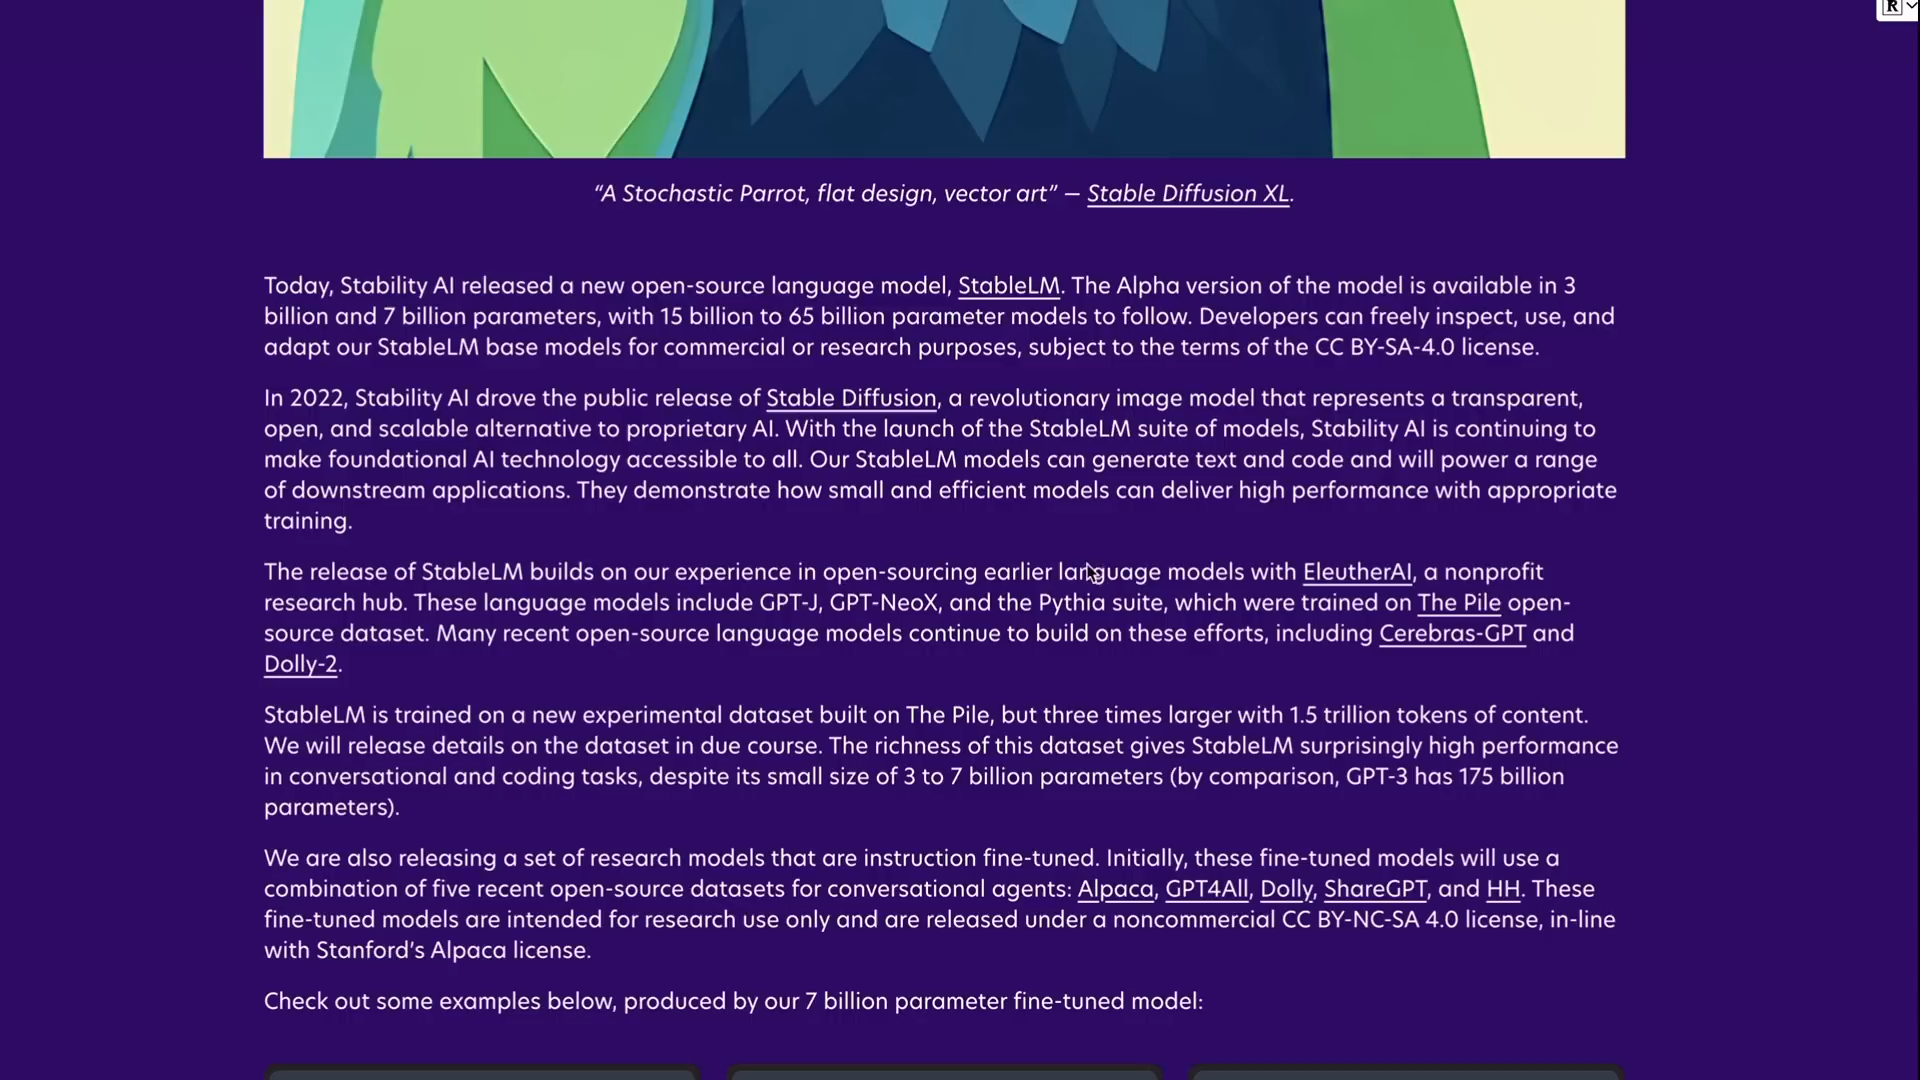 R
“A Stochastic Parrot, flat design, vector art” — Stable Diffusion XL.
Today, Stability AI released a new open-source language model, StableLM. The Alpha version of the model is available in 3
billion and 7 billion parameters, with 15 billion to 65 billion parameter models to follow. Developers can freely inspect, use, and
adapt our StableLM base models for commercial or research purposes, subject to the terms of the CC BY-SA-4.0 license.
In 2022, Stability AI drove the public release of Stable Diffusion, a revolutionary image model that represents a transparent,
open, and scalable alternative to proprietary AI. With the launch of the StableLM suite of models, Stability AI is continuing to
make foundational AI technology accessible to all. Our StableLM models can generate text and code and will power a range
of downstream applications. They demonstrate how small and efficient models can deliver high performance with appropriate
training.
The release of StableLM builds on our experience in open-sourcing earlier language models with EleutherAI, a nonprofit
research hub. These language models include GPT-J, GPT-NeoX, and the Pythia suite, which were trained on The Pile open-
source dataset. Many recent open-source language models continue to build on these efforts, including Cerebras-GPT and
Dolly-2.
StableLM is trained on a new experimental dataset built on The Pile, but three times larger with 1.5 trillion tokens of content.
We will release details on the dataset in due course. The richness of this dataset gives StableLM surprisingly high performance
in conversational and coding tasks, despite its small size of 3 to 7 billion parameters (by comparison, GPT-3 has 175 billion
parameters).
We are also releasing a set of research models that are instruction fine-tuned. Initially, these fine-tuned models will use a
combination of five recent open-source datasets for conversational agents: Alpaca, GPT4All, Dolly, ShareGPT, and HH. These
fine-tuned models are intended for research use only and are released under a noncommercial CC BY-NC-SA 4.0 license, in-line
with Stanford’s Alpaca license.
Check out some examples below, produced by our 7 billion parameter fine-tuned model: